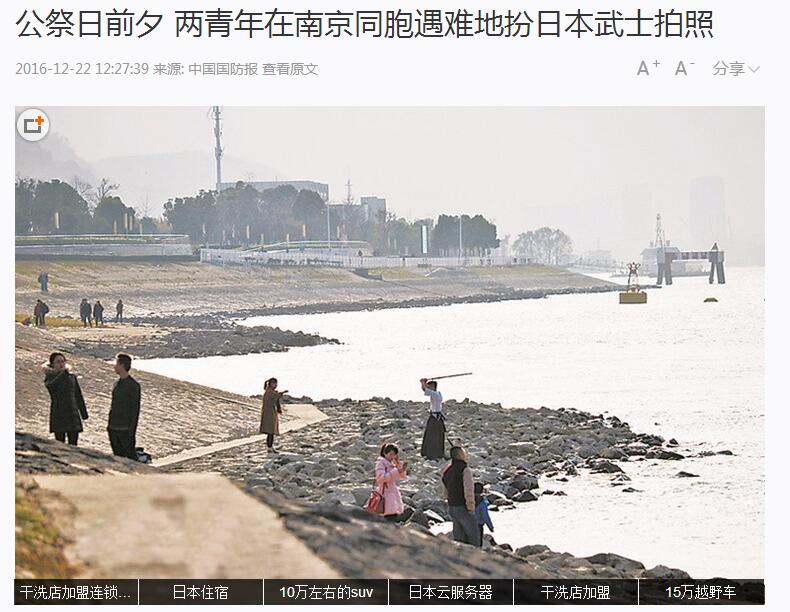 公祭日前夕 两青年在南京同胞遇难地扮日本武士拍照
2016-12-22 12:27:39 来源: 中国国防报 查看原文 A+ A- 分享
干洗店加盟连锁... 日本住宿 10万左右的suv 日本云服务器 干洗店加盟 15万越野车